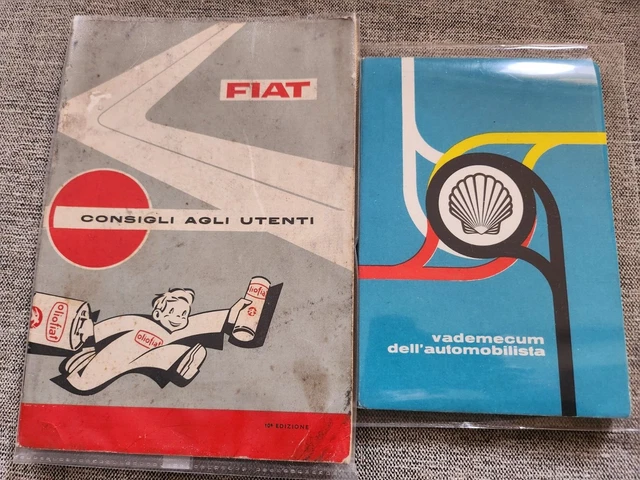 FIAT
CONSIGLI AGLI UTENTI
oliofiat
oliofiat
oliofiat
12ª EDIZIONE
vademecum
dell'automobilista